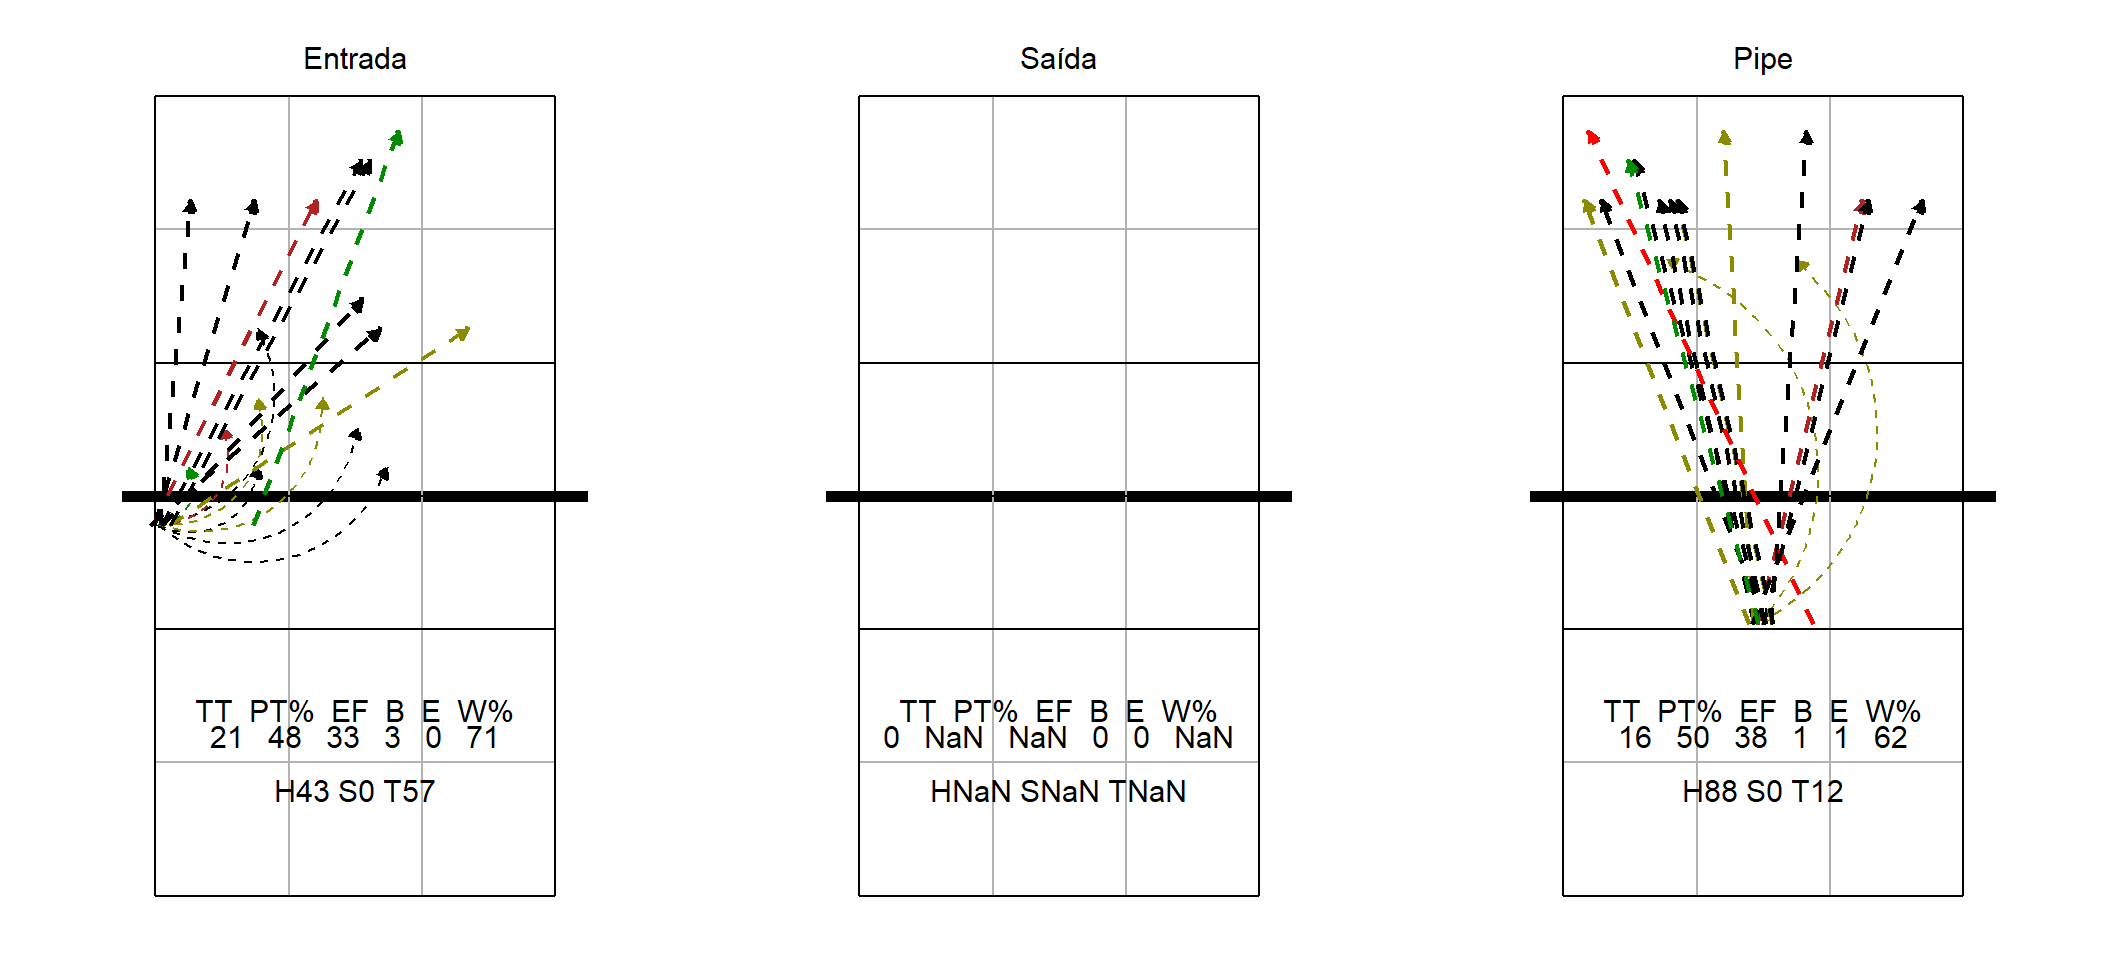 Entrada
TT PT% EF B E W%
21 48 33 3 0 71
H43 S0 T57
Saída
TT PT% EF B E W%
0 NaN NaN 0 0 NaN
HNaN SNaN TNaN
Pipe
TT PT% EF B E W%
16 50 38 1 1 62
H88 S0 T12